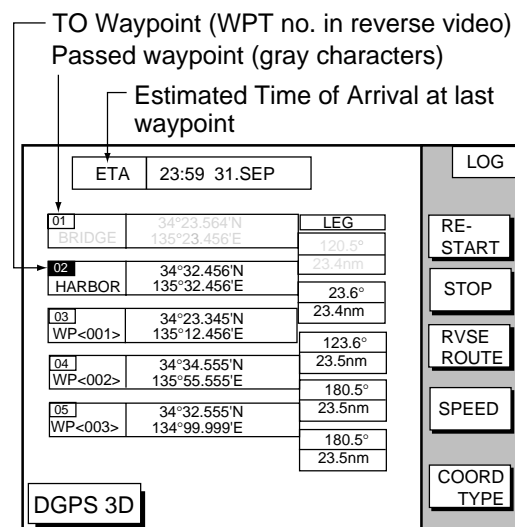 TO Waypoint (WPT no. in reverse video)
Passed waypoint (gray characters)
Estimated Time of Arrival at last
waypoint
LOG
ETA 23:59 31.SEP
01
BRIDGE
34°23.564'N
135°23.456'E
LEG
120.5°
23.4nm
02
HARBOR
34°32.456'N
135°32.456'E
23.6°
23.4nm
03
WP<001>
34°23.345'N
135°12.456'E
123.6°
23.5nm
04
WP<002>
34°34.555'N
135°55.555'E
180.5°
23.5nm
05
WP<003>
34°32.555'N
134°99.999'E
180.5°
23.5nm
RE-
START
STOP
RVSE
ROUTE
SPEED
COORD
TYPE
DGPS 3D